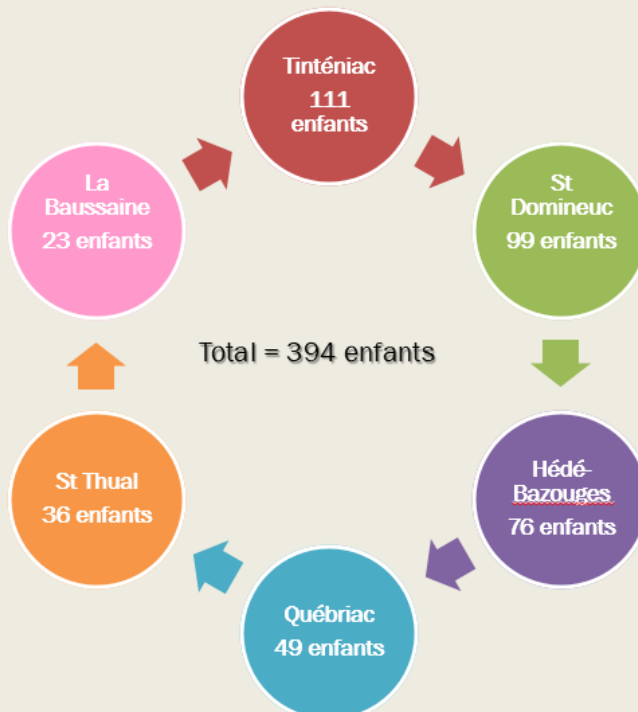 Tinténiac
111
enfants
St
Domineuc
99 enfants
Hédé-
Bazouges
76 enfants
Québriac
49 enfants
St Thual
36 enfants
La
Baussaine
23 enfants
Total = 394 enfants